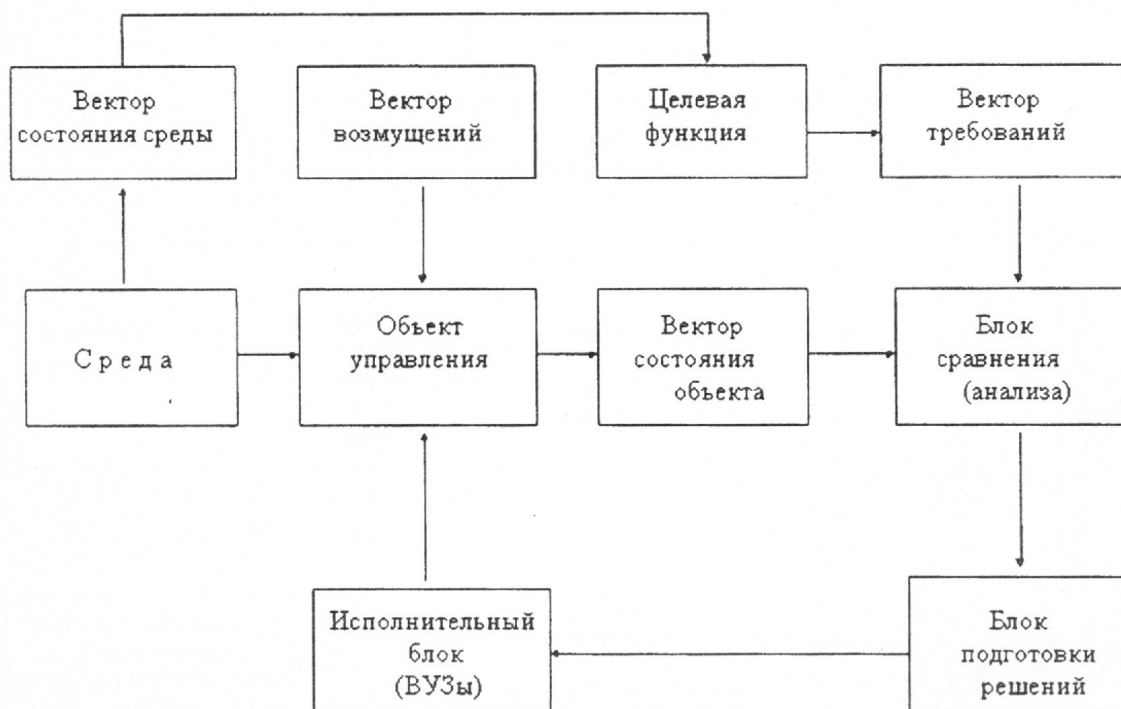 Вектор
состояния среды
Вектор
возмущений
Целевая
функция
Вектор
требований
С р е д а
Объект
управления
Вектор
состояния
объекта
Блок
сравнения
(анализа)
Исполнительный
блок
(ВУЗы)
Блок
подготовки
решений